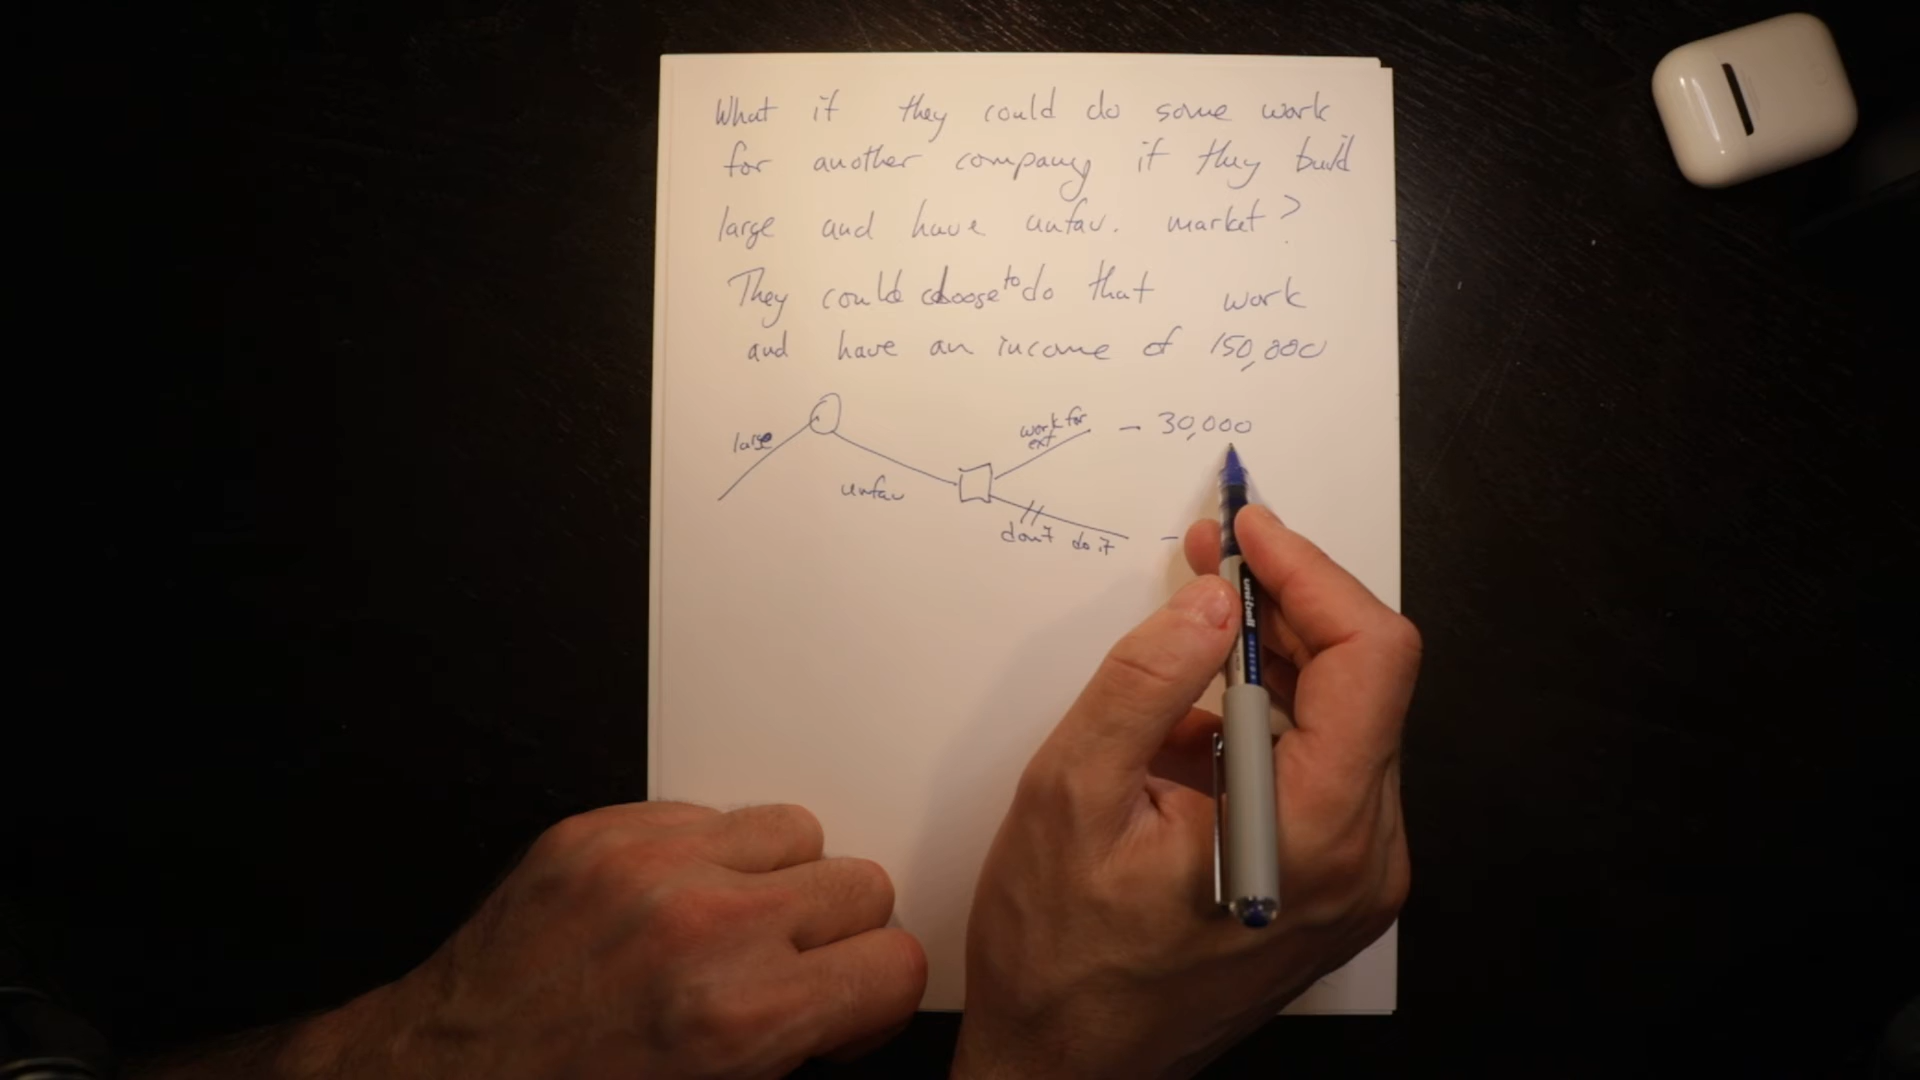 What if they could do some work
for another company if they build
large and have unfav. market?
They could choose to do that work
and have an income of 150,000
large
unfav
work for
ext
- 30,000
don't do it
-
uniball